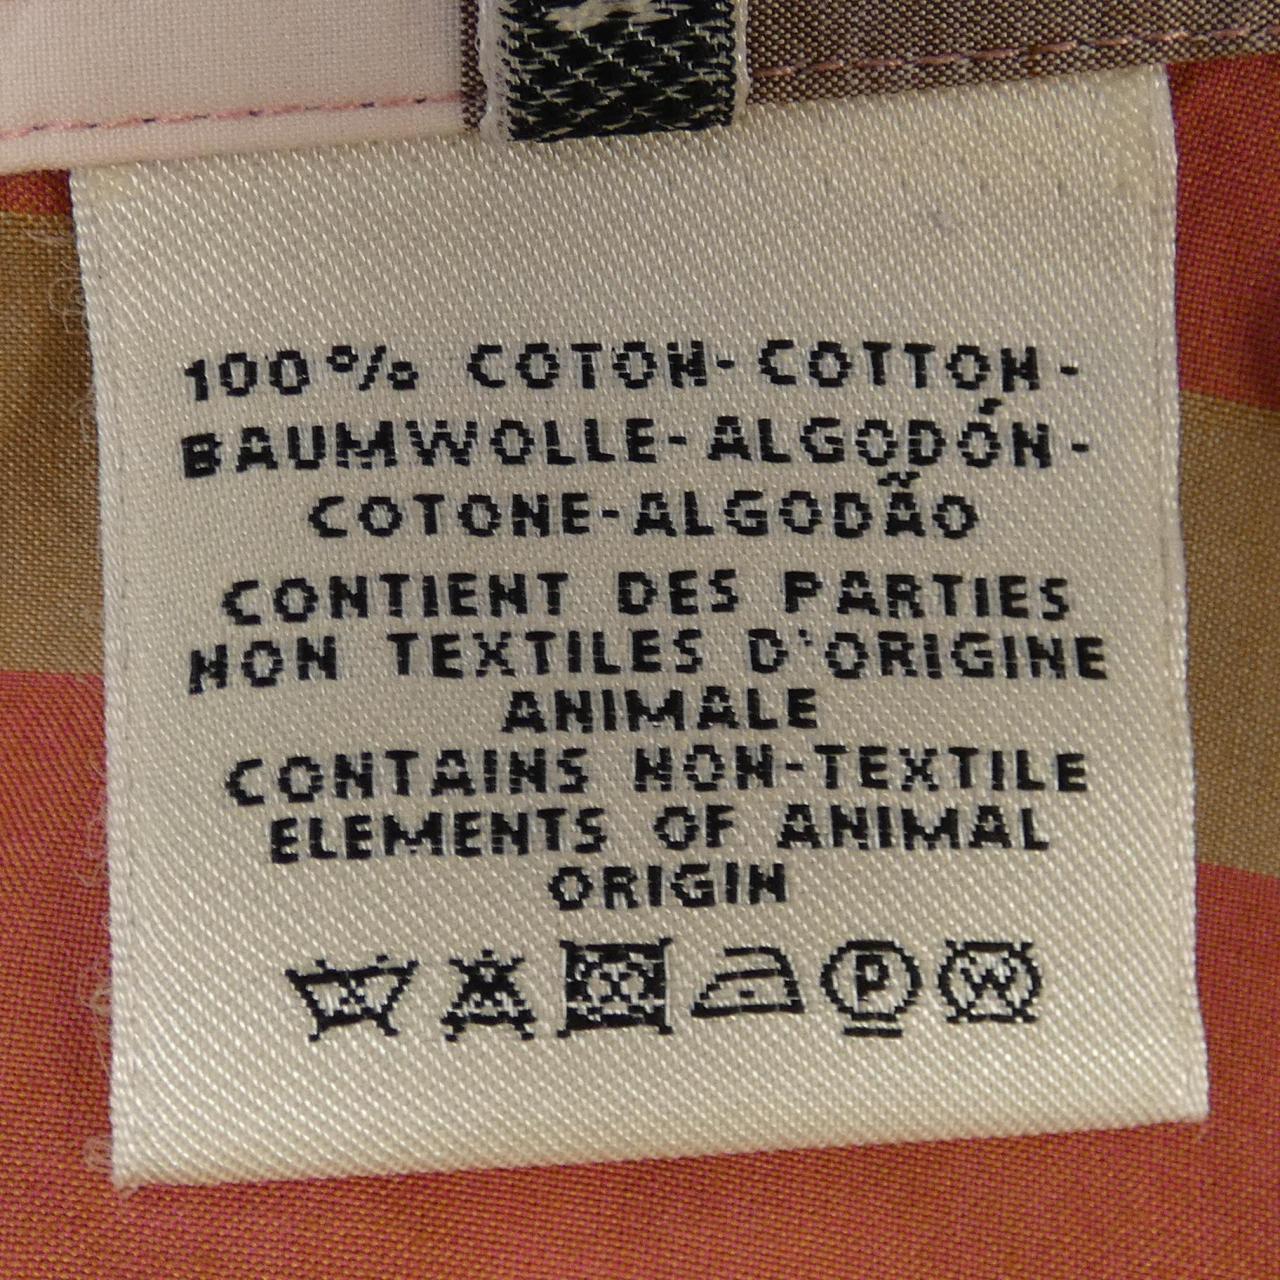 100% COTON-COTTON-
BAUMWOLLE-ALGODÓN-
COTONE-ALGODÃO
CONTIENT DES PARTIES
NON TEXTILES D'ORIGINE
ANIMALE
CONTAINS NON-TEXTILE
ELEMENTS OF ANIMAL
ORIGIN
P W